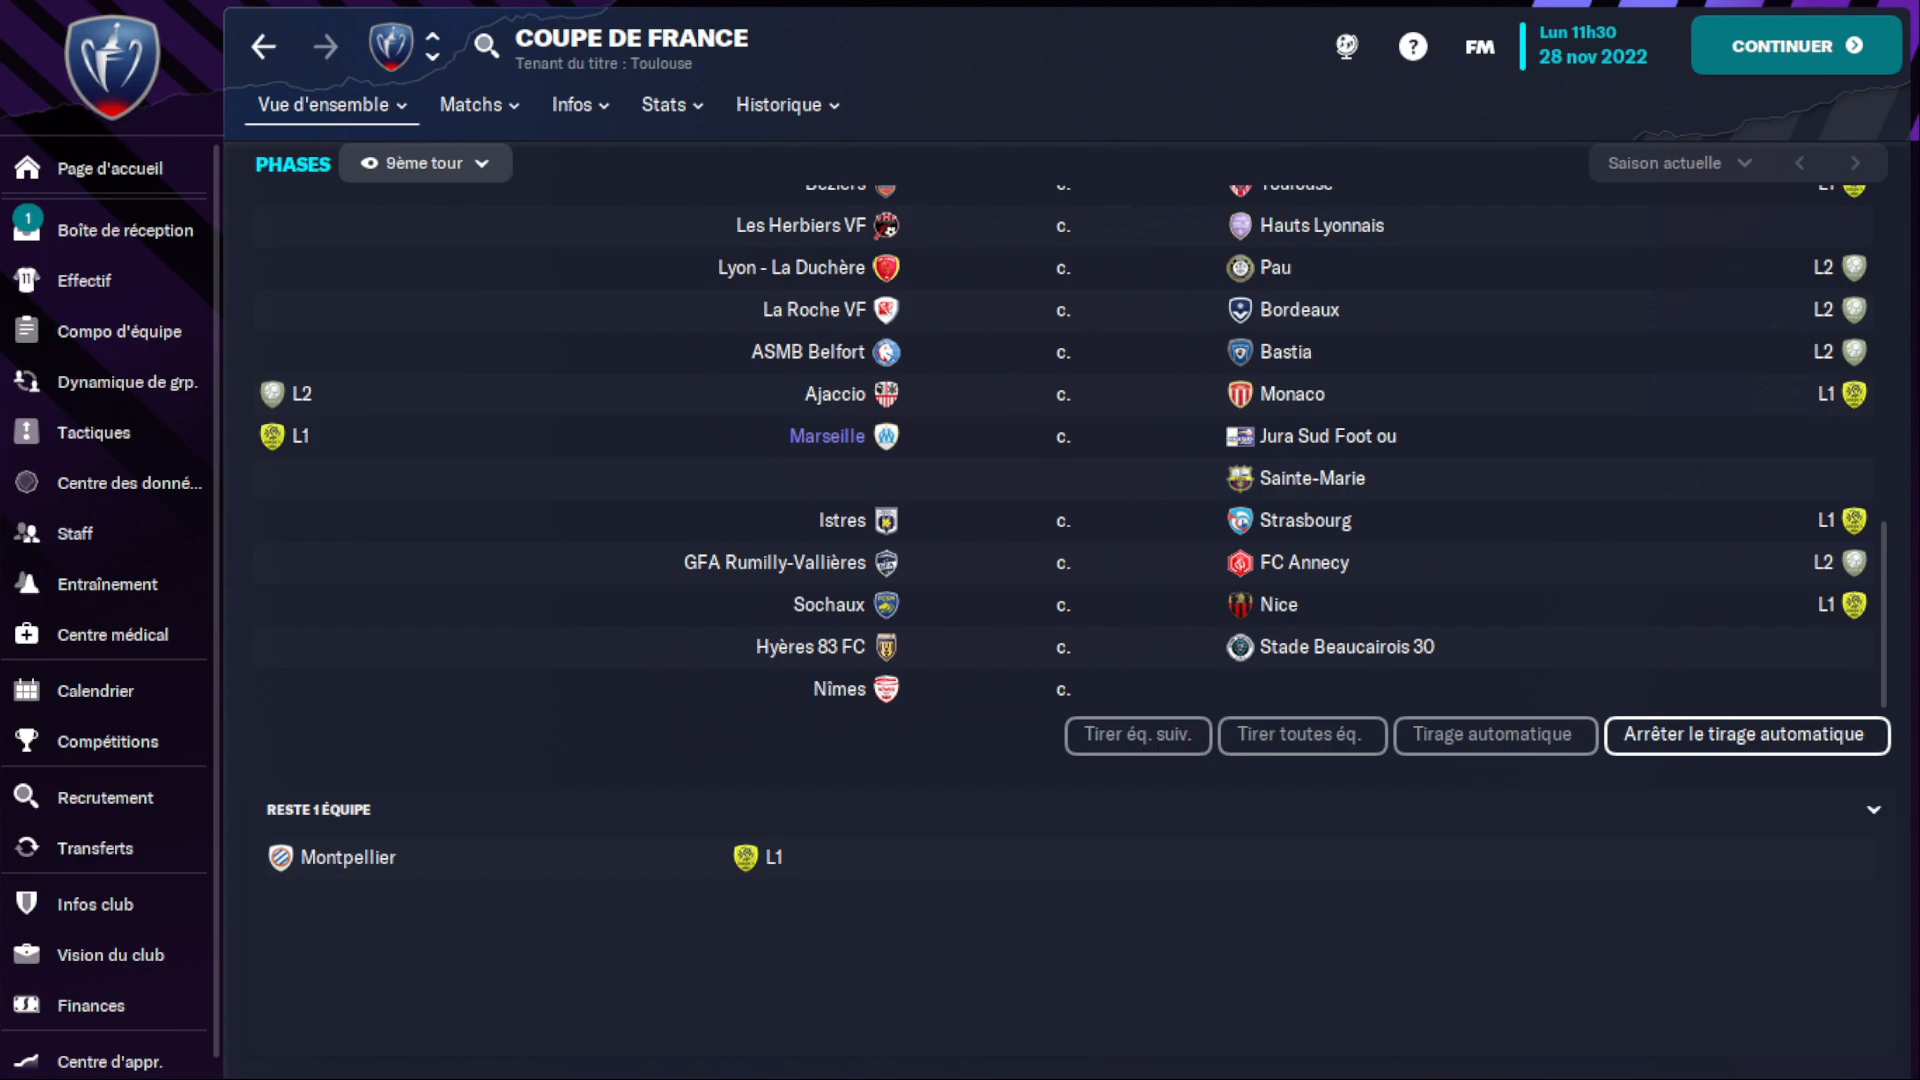 COUPE DE FRANCE
Tenant du titre : Toulouse
FM
Lun 11h30
28 nov 2022
CONTINUER
Vue d'ensemble
Matchs
Infos
Stats
Historique
PHASES
9ème tour
Saison actuelle
Béziers c. Toulouse L1
Les Herbiers VF c. Hauts Lyonnais
Lyon - La Duchère c. Pau L2
La Roche VF c. Bordeaux L2
ASMB Belfort c. Bastia L2
L2 Ajaccio c. Monaco L1
L1 Marseille c. Jura Sud Foot ou
Sainte-Marie
Istres c. Strasbourg L1
GFA Rumilly-Vallières c. FC Annecy L2
Sochaux c. Nice L1
Hyères 83 FC c. Stade Beaucairois 30
Nîmes c.
Tirer éq. suiv.
Tirer toutes éq.
Tirage automatique
Arrêter le tirage automatique
RESTE 1 ÉQUIPE
Montpellier L1
Page d'accueil
1
Boîte de réception
11
Effectif
Compo d'équipe
Dynamique de grp.
Tactiques
Centre des donné...
Staff
Entraînement
Centre médical
Calendrier
Compétitions
Recrutement
Transferts
Infos club
Vision du club
Finances
Centre d'appr.